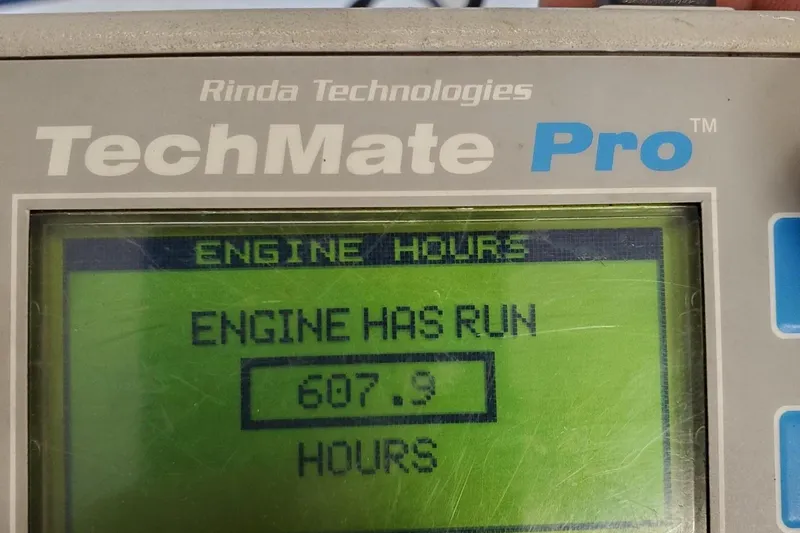 Rinda Technologies
TechMate Pro™
ENGINE HOURS
ENGINE HAS RUN
607.9
HOURS